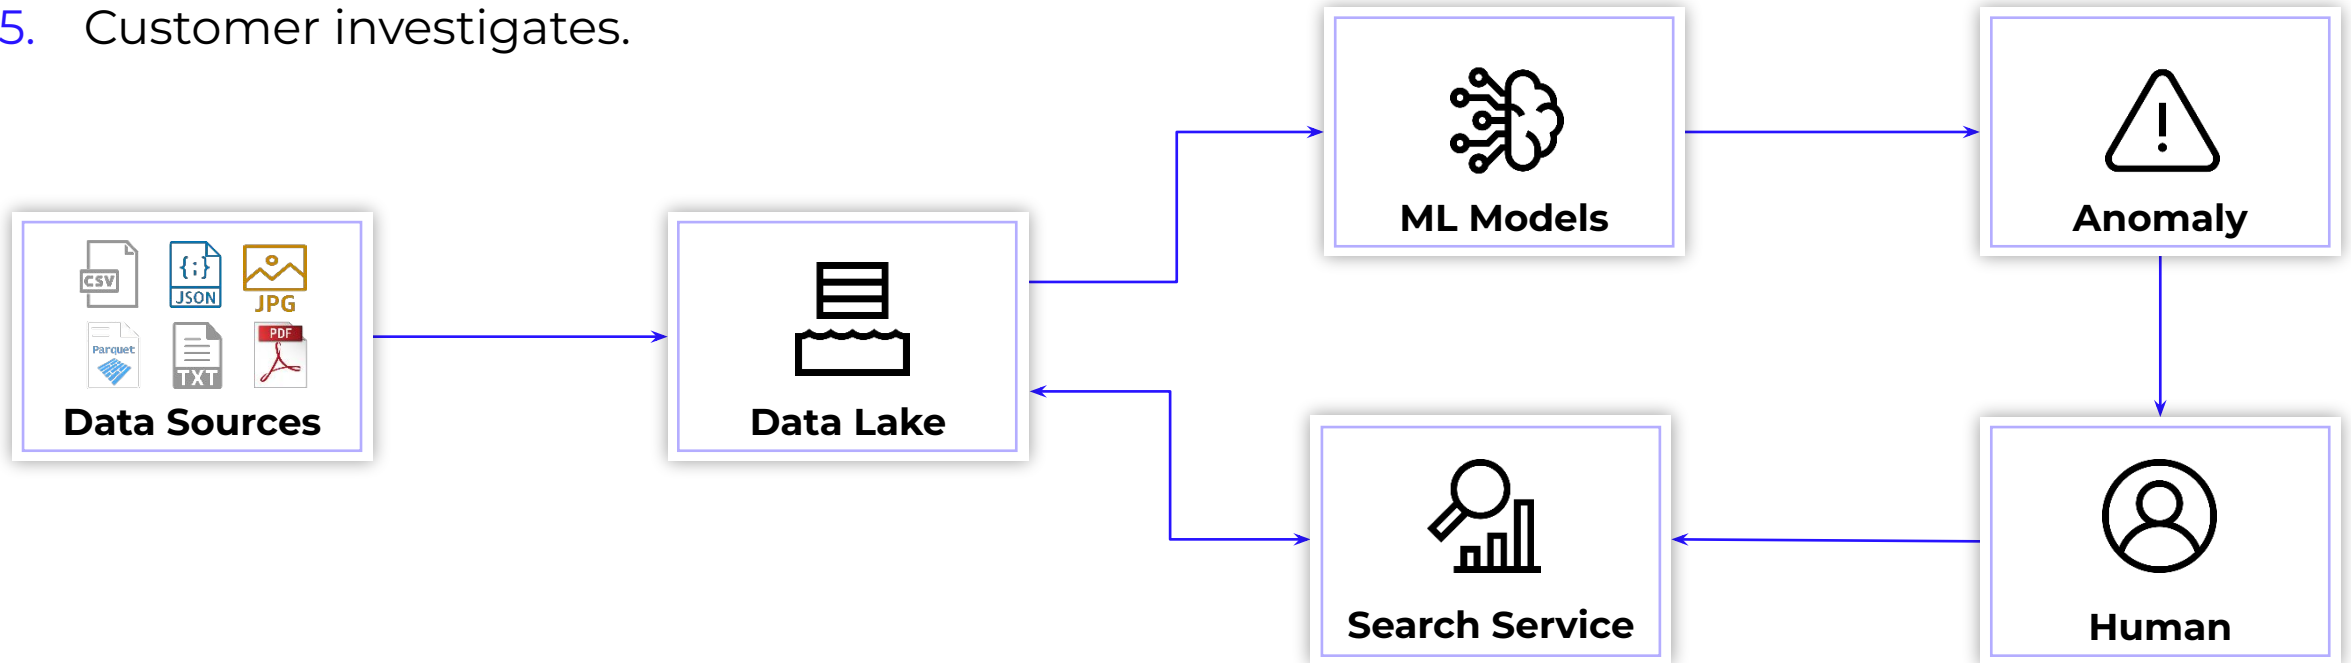 5. Customer investigates.
ML Models
Anomaly
CSV
{;}
JSON
JPG
Parquet
TXT
PDF
Data Sources
Data Lake
Search Service
Human